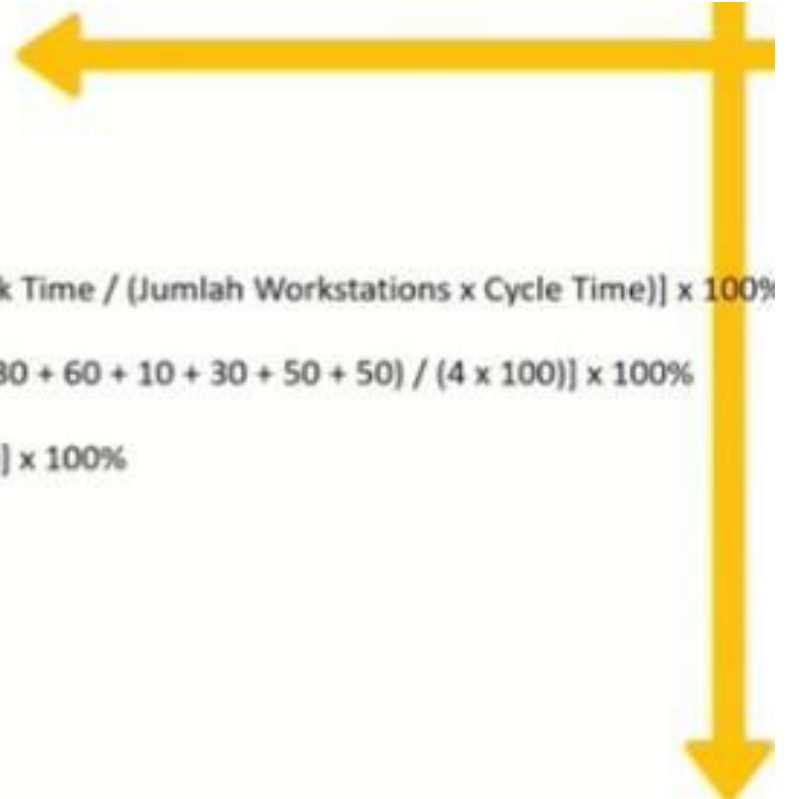 k Time / (Jumlah Workstations x Cycle Time)] x 100%
30 + 60 + 10 + 30 + 50 + 50) / (4 x 100)] x 100%
] x 100%